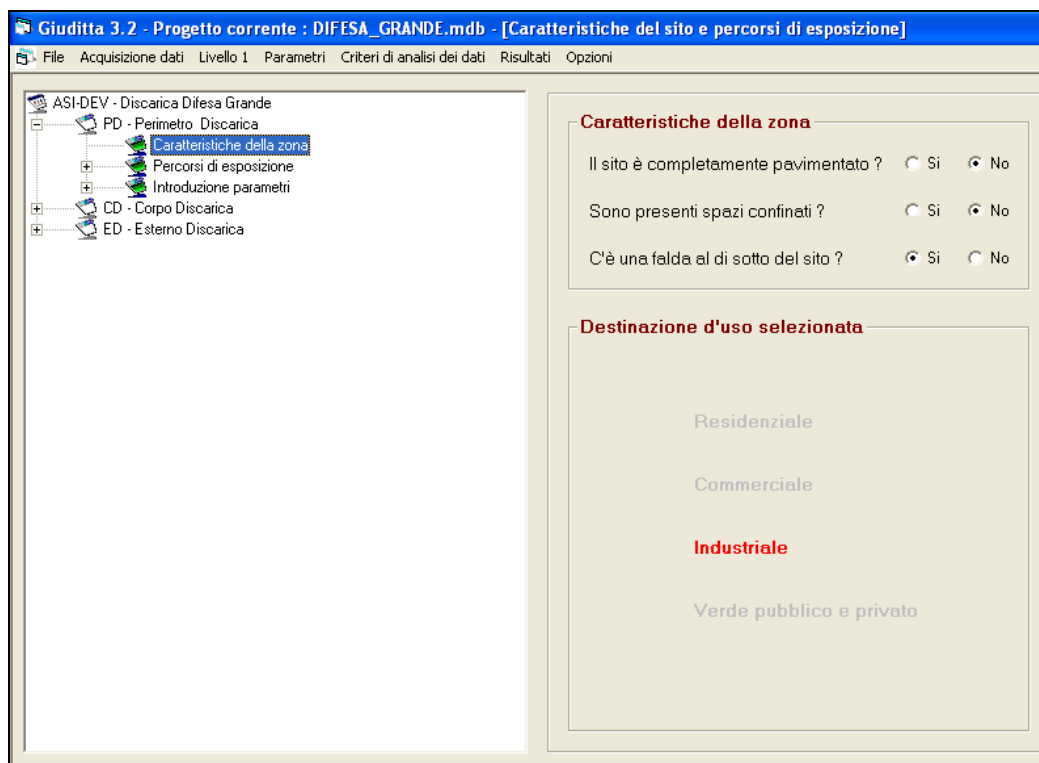 Giuditta 3.2 - Progetto corrente : DIFESA_GRANDE.mdb - [Caratteristiche del sito e percorsi di esposizione]
File Acquisizione dati Livello 1 Parametri Criteri di analisi dei dati Risultati Opzioni
ASI-DEV - Discarica Difesa Grande
PD - Perimetro Discarica
Caratteristiche della zona
Percorsi di esposizione
Introduzione parametri
CD - Corpo Discarica
ED - Esterno Discarica
Caratteristiche della zona
Il sito è completamente pavimentato ? Si No
Sono presenti spazi confinati ? Si No
C'è una falda al di sotto del sito ? Si No
Destinazione d'uso selezionata
Residenziale
Commerciale
Industriale
Verde pubblico e privato